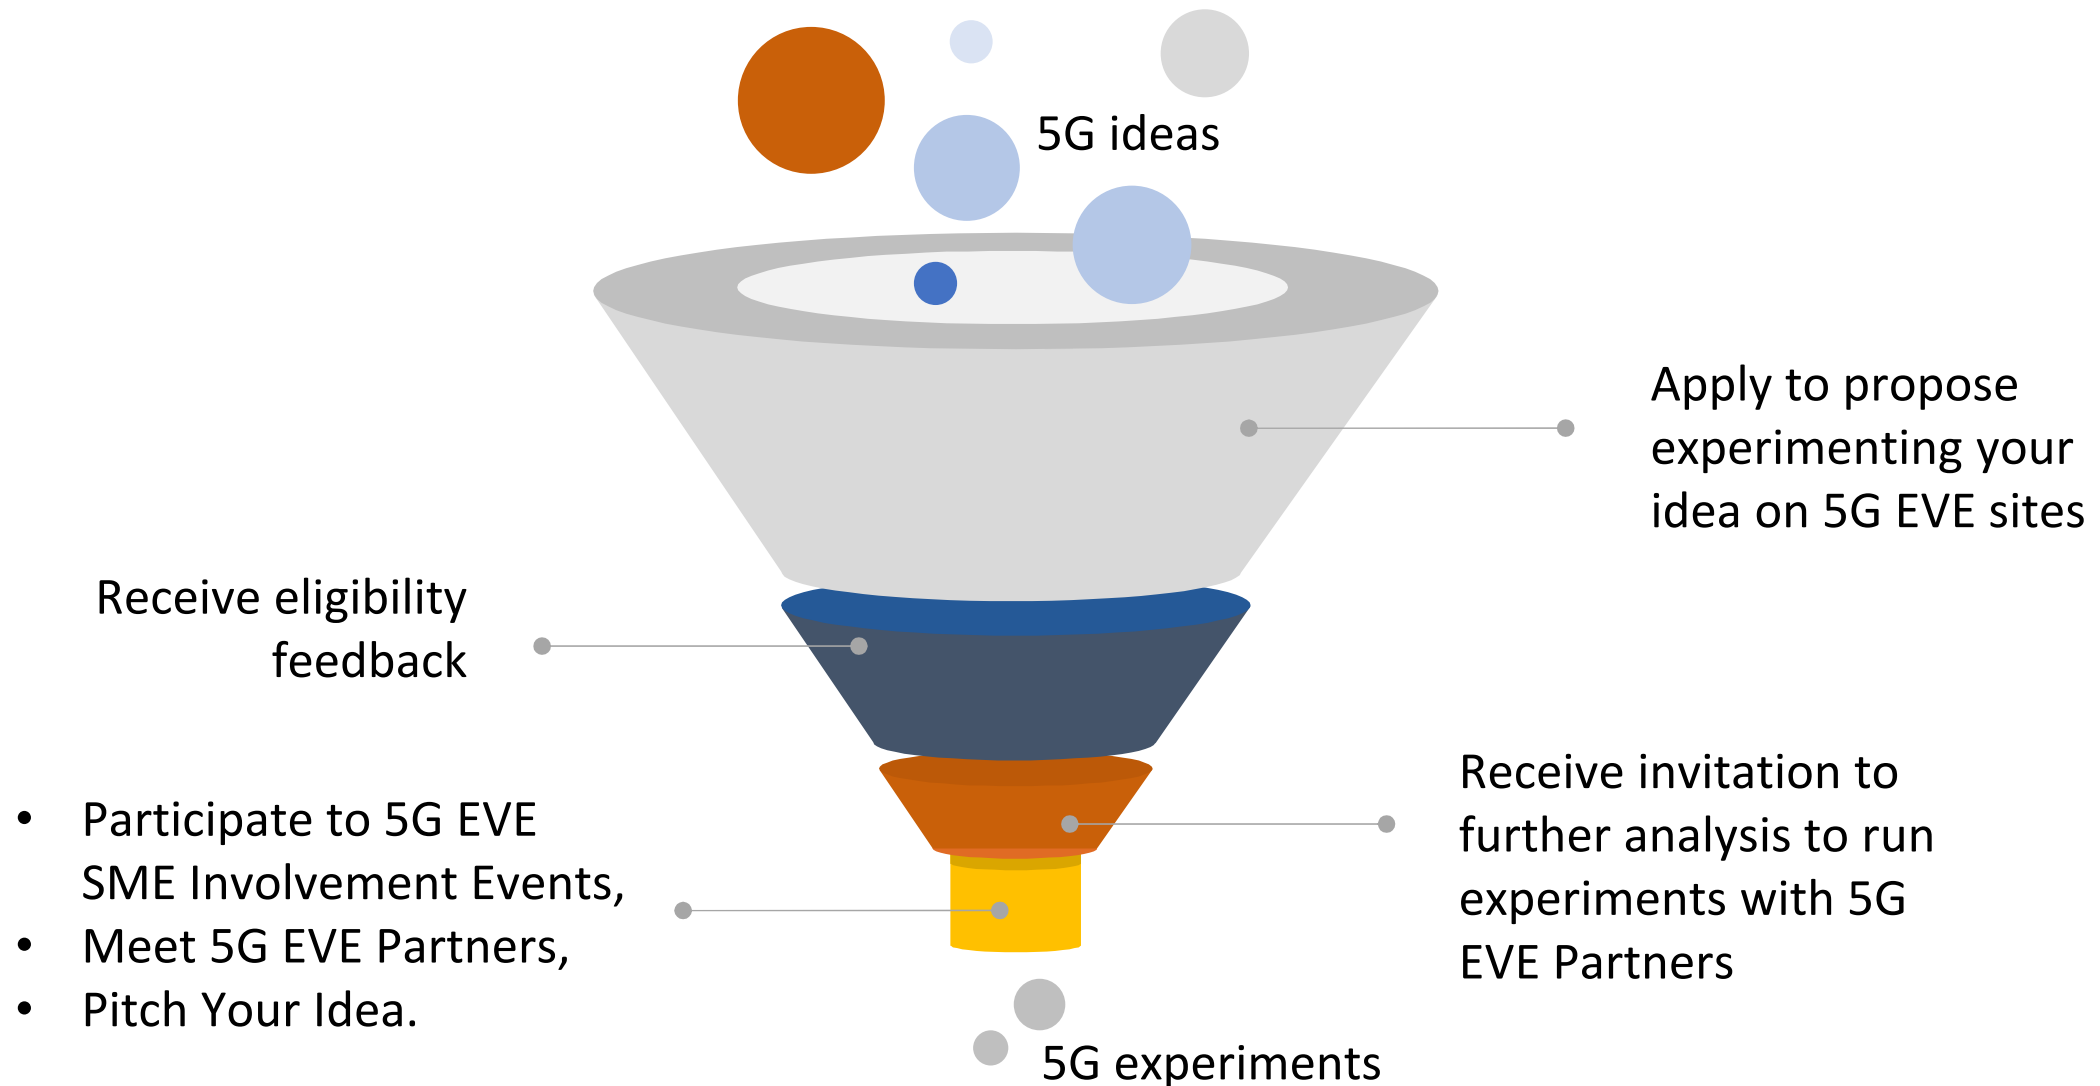 5G ideas
Apply to propose
experimenting your
idea on 5G EVE sites
Receive eligibility
feedback
Receive invitation to
further analysis to run
experiments with 5G
EVE Partners
• Participate to 5G EVE
SME Involvement Events,
• Meet 5G EVE Partners,
• Pitch Your Idea.
5G experiments